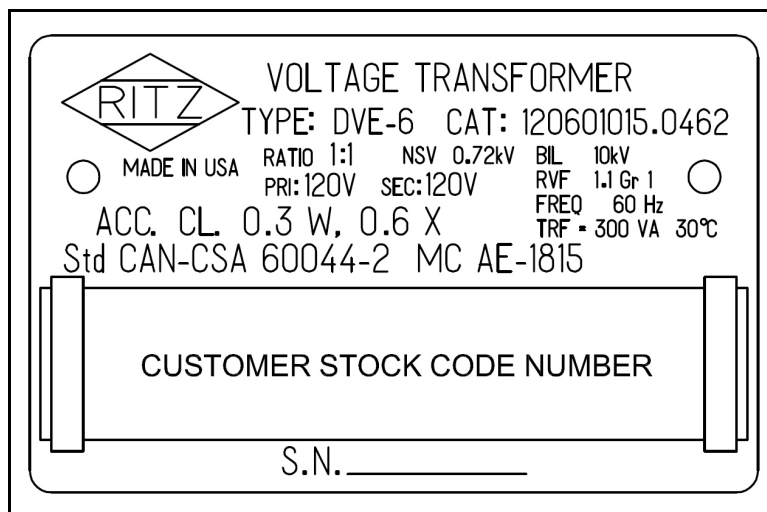 RITZ
VOLTAGE TRANSFORMER
TYPE: DVE-6 CAT: 120601015.0462
MADE IN USA
RATIO 1:1 NSV 0.72kV BIL 10kV
PRI:120V SEC:120V RVF 1.1 Gr 1
FREQ 60 Hz
ACC. CL. 0.3 W, 0.6 X
TRF = 300 VA 30°C
Std CAN-CSA 60044-2 MC AE-1815
CUSTOMER STOCK CODE NUMBER
S.N.